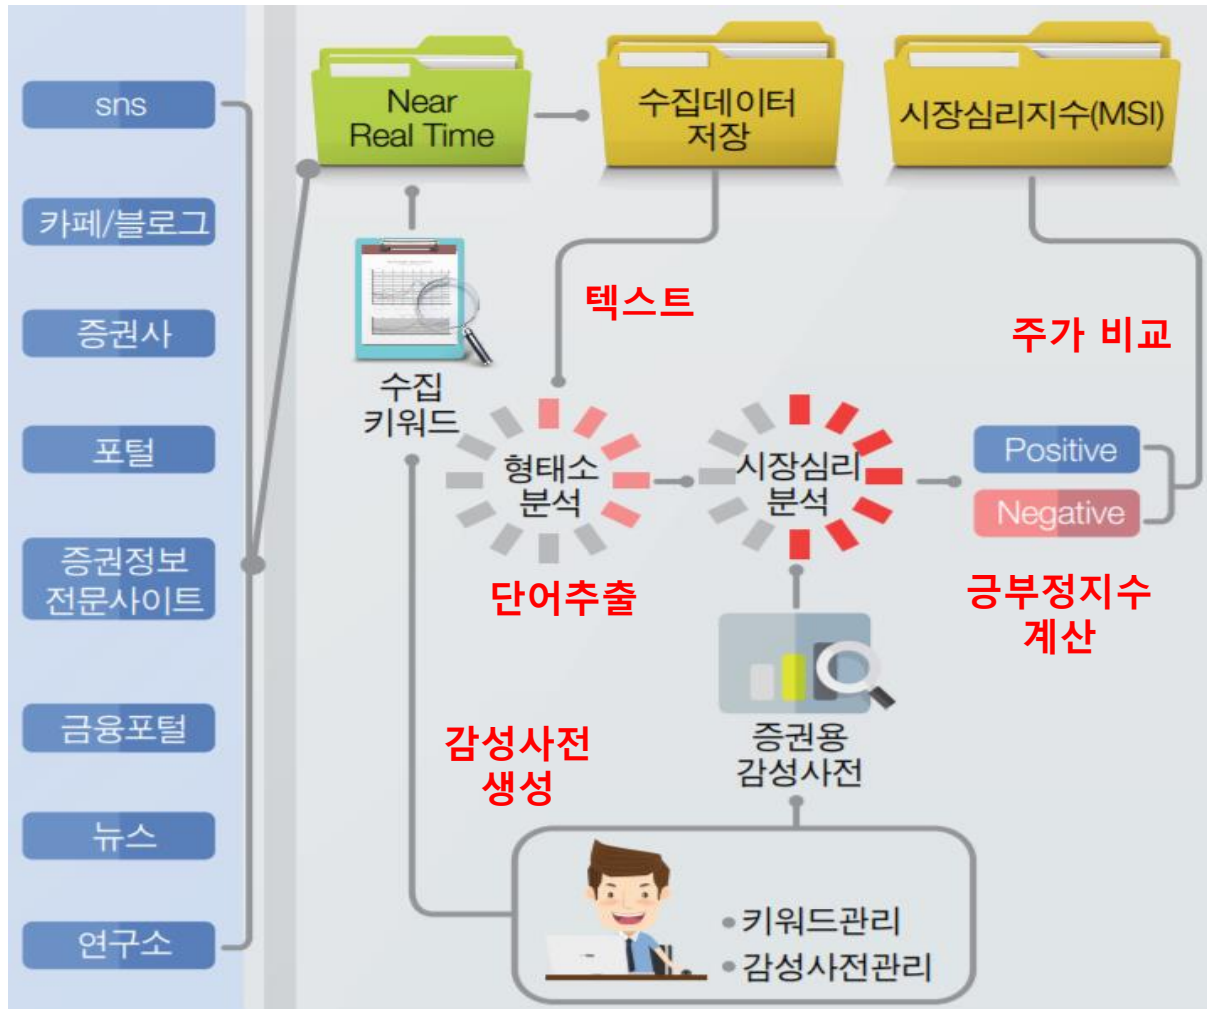 sns
카페/블로그
증권사
포털
증권정보
전문사이트
금융포털
뉴스
연구소
Near
Real Time
수집데이터
저장
시장심리지수(MSI)
수집
키워드
텍스트
주가 비교
형태소
분석
시장심리
분석
Positive
Negative
단어추출
긍부정지수
계산
감성사전
생성
증권용
감성사전
키워드관리
감성사전관리